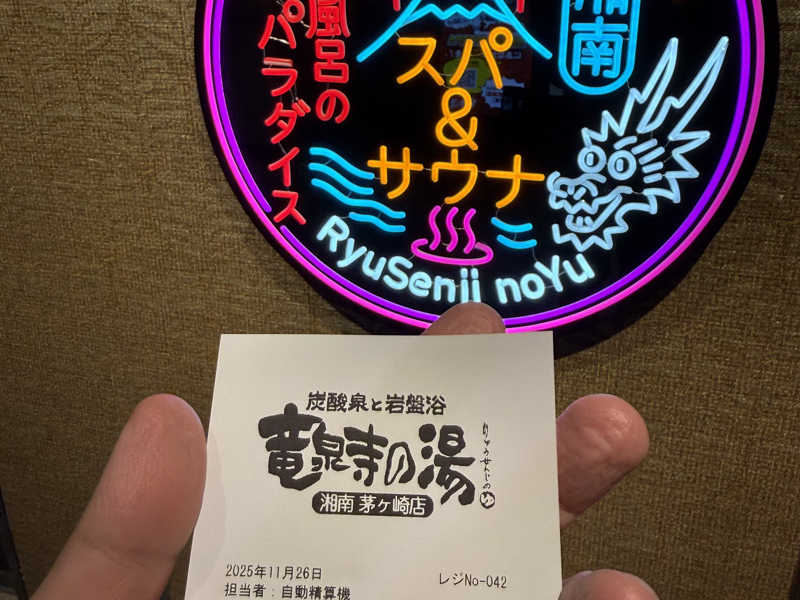 風呂の
パラダイス
湘南
スパ
&
サウナ
RyuSenji noYu
炭酸泉と岩盤浴
竜泉寺の湯
りゅうせんじのゆ
湘南 茅ヶ崎店
2025年11月26日
レジNo-042
担当者:自動精算機